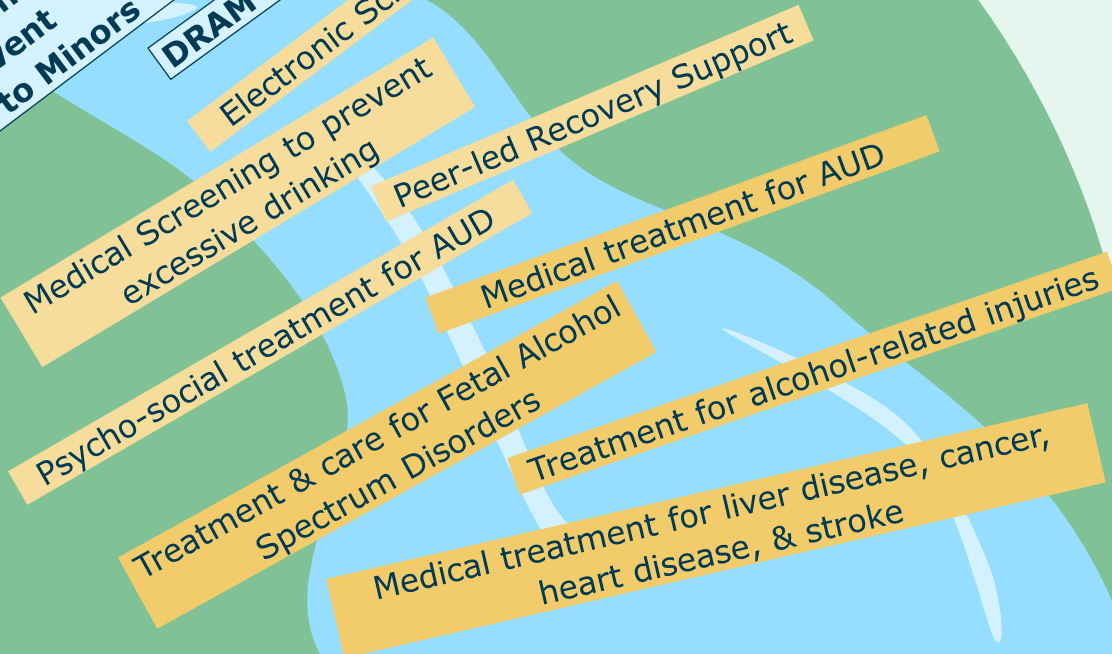 to Minors
DRAM
Electronic
Medical Screening to prevent
excessive drinking
Peer-led Recovery Support
Psycho-social treatment for AUD
Medical treatment for AUD
Treatment & care for Fetal Alcohol
Spectrum Disorders
Treatment for alcohol-related injuries
Medical treatment for liver disease, cancer,
heart disease, & stroke